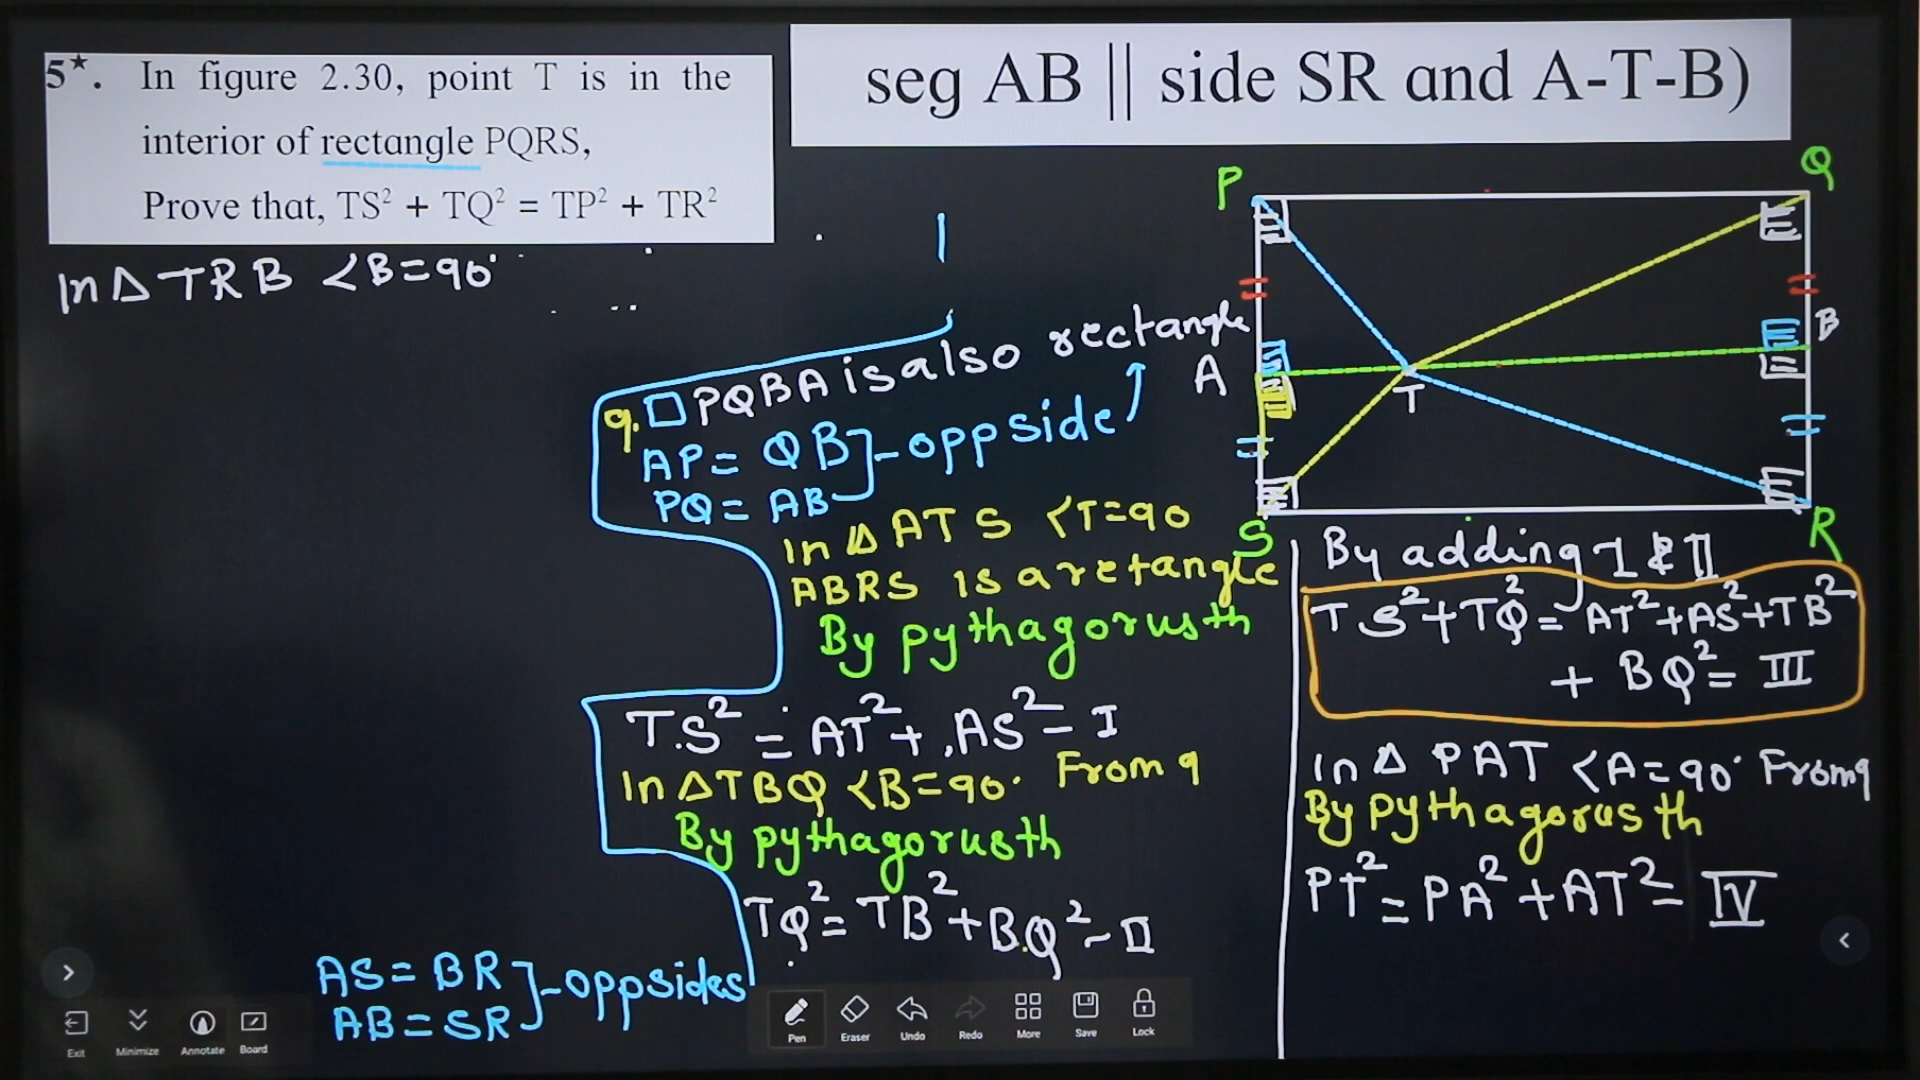 5★. In figure 2.30, point T is in the
interior of rectangle PQRS,
Prove that, TS² + TQ² = TP² + TR²
seg AB || side SR and A-T-B)
In △ TRB <B=90°
P
Q
A
B
T
S
R
q. □ PQBA is also rectangle
AP = QB ]-opp side
PQ = AB
In △ ATS <T=90
ABRS is a retangle
By pythagorus th
TS² = AT² + AS² - I
In △TBQ <B=90° From q
By pythagorus th
TQ² = TB² + BQ² - II
AS = BR ]-opp sides
AB = SR
By adding I & II
TS² + TQ² = AT² + AS² + TB²
+ BQ² = III
In △ PAT <A=90° From q
By pythagorus th
PT² = PA² + AT² - IV
Exit
Minimize
Annotate
Board
Pen
Eraser
Undo
Redo
More
Save
Lock